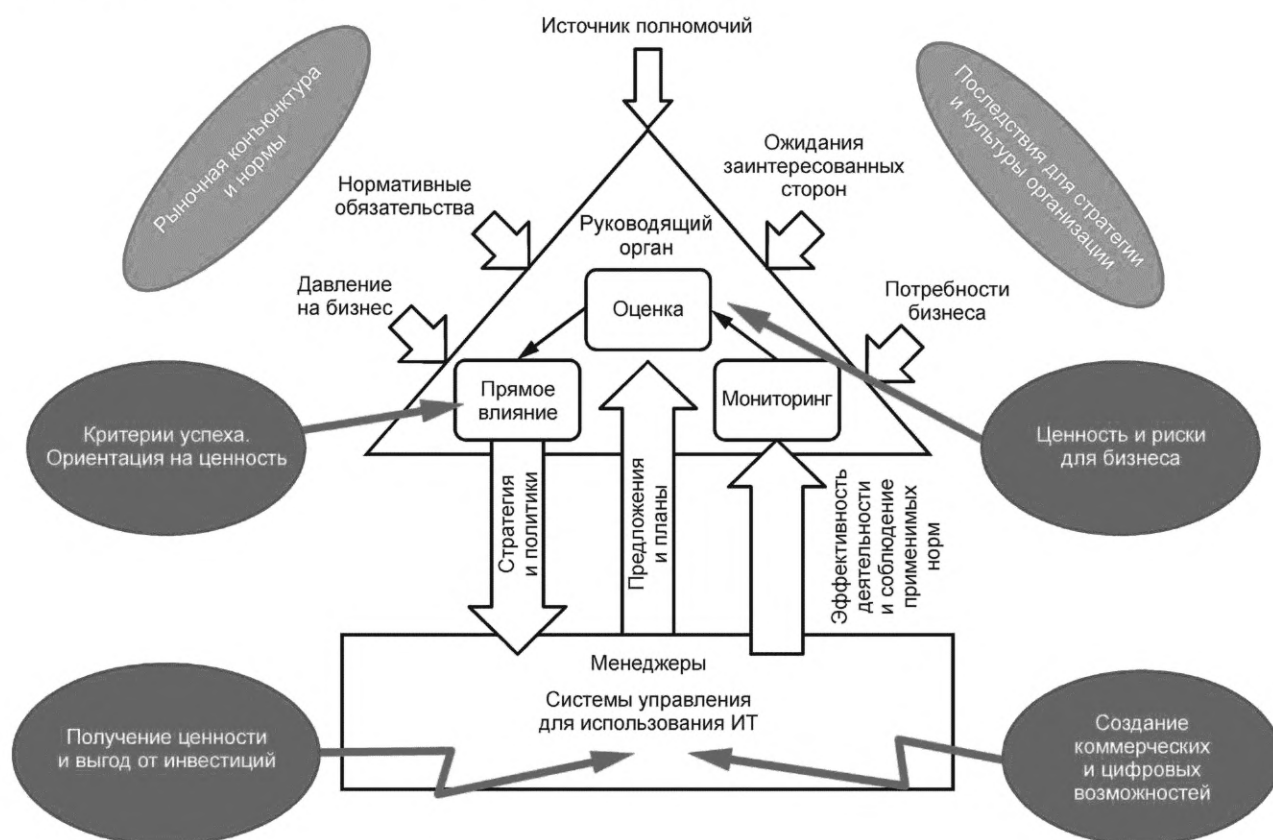 Источник полномочий
Рыночная конъюнктура
и нормы
Последствия для стратегии
и культуры организации
Нормативные
обязательства
Ожидания
заинтересованных
сторон
Руководящий
орган
Давление
на бизнес
Потребности
бизнеса
Оценка
Прямое
влияние
Мониторинг
Критерии успеха.
Ориентация на ценность
Ценность и риски
для бизнеса
Стратегия
и политики
Предложения
и планы
Эффективность
деятельности
и соблюдение
применимых
норм
Менеджеры
Системы управления
для использования ИТ
Получение ценности
и выгод от инвестиций
Создание
коммерческих
и цифровых
возможностей